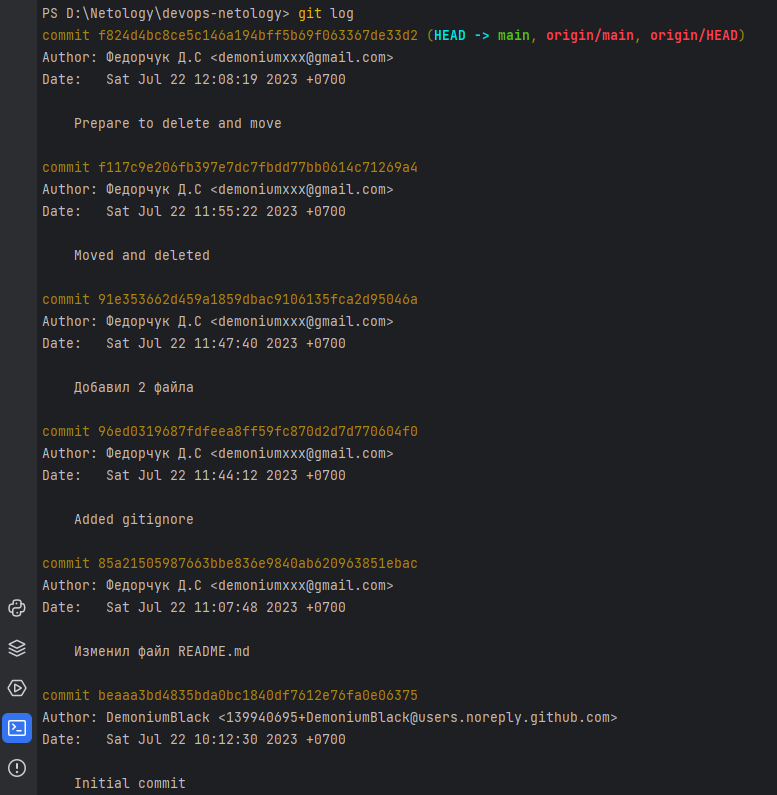 PS D:\Netology\devops-netology> git log
commit f824d4bc8ce5c146a194bff5b69f063367de33d2 (HEAD -> main, origin/main, origin/HEAD)
Author: Федорчук Д.С <demoniumxxx@gmail.com>
Date:   Sat Jul 22 12:08:19 2023 +0700
Prepare to delete and move
commit f117c9e206fb397e7dc7fbdd77bb0614c71269a4
Author: Федорчук Д.С <demoniumxxx@gmail.com>
Date:   Sat Jul 22 11:55:22 2023 +0700
Moved and deleted
commit 91e353662d459a1859dbac9106135fca2d95046a
Author: Федорчук Д.С <demoniumxxx@gmail.com>
Date:   Sat Jul 22 11:47:40 2023 +0700
Добавил 2 файла
commit 96ed0319687fdfeea8ff59fc870d2d7d770604f0
Author: Федорчук Д.С <demoniumxxx@gmail.com>
Date:   Sat Jul 22 11:44:12 2023 +0700
Added gitignore
commit 85a21505987663bbe836e9840ab620963851ebac
Author: Федорчук Д.С <demoniumxxx@gmail.com>
Date:   Sat Jul 22 11:07:48 2023 +0700
Изменил файл README.md
commit beaaa3bd4835bda0bc1840df7612e76fa0e06375
Author: DemoniumBlack <139940695+DemoniumBlack@users.noreply.github.com>
Date:   Sat Jul 22 10:12:30 2023 +0700
Initial commit